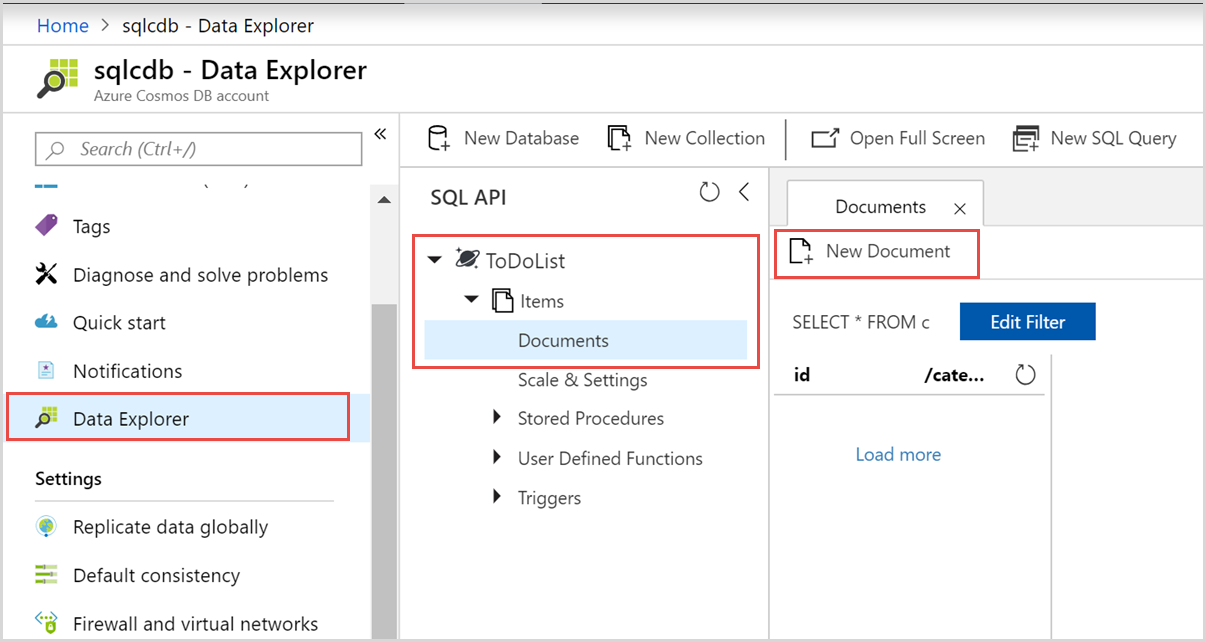 Home > sqlcdb - Data Explorer
sqlcdb - Data Explorer
Azure Cosmos DB account
Search (Ctrl+/)
«
Tags
Diagnose and solve problems
Quick start
Notifications
Data Explorer
Settings
Replicate data globally
Default consistency
Firewall and virtual networks
New Database
New Collection
Open Full Screen
New SQL Query
SQL API
ToDoList
Items
Documents
Scale & Settings
Stored Procedures
User Defined Functions
Triggers
Documents
New Document
SELECT * FROM c
Edit Filter
id /cate...
Load more